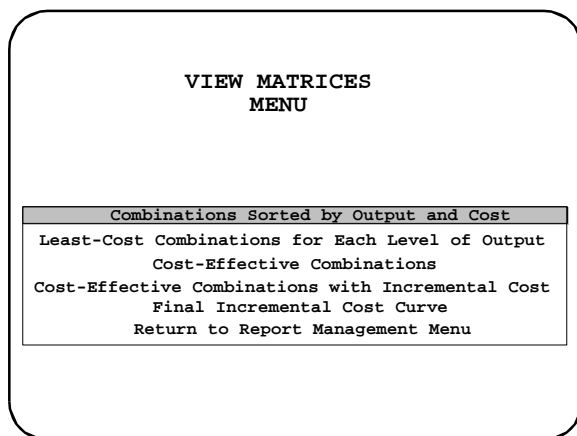 VIEW MATRICES
MENU
Combinations Sorted by Output and Cost
Least-Cost Combinations for Each Level of Output
Cost-Effective Combinations
Cost-Effective Combinations with Incremental Cost
Final Incremental Cost Curve
Return to Report Management Menu